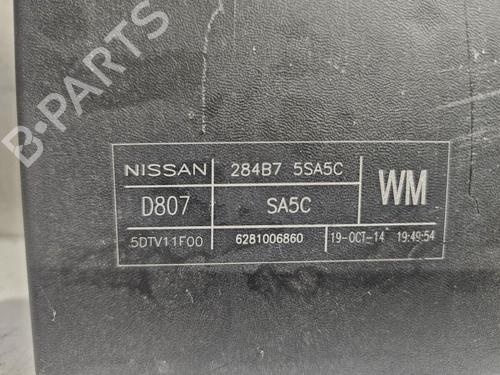 B-PARTS
NISSAN 284B7 5SA5C
D807 SA5C WM
5DTV11F00 6281006860 19-OCT-14 19:49:54